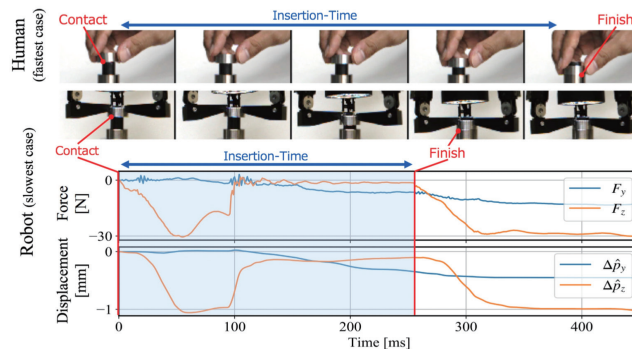 Human
(fastest case)
Contact
Insertion-Time
Finish
Robot (slowest case)
Contact
Insertion-Time
Finish
Force
[N]
0
−30
F_y
F_z
Displacement
[mm]
0
−1
Δp̂_y
Δp̂_z
0 100 200 300 400
Time [ms]